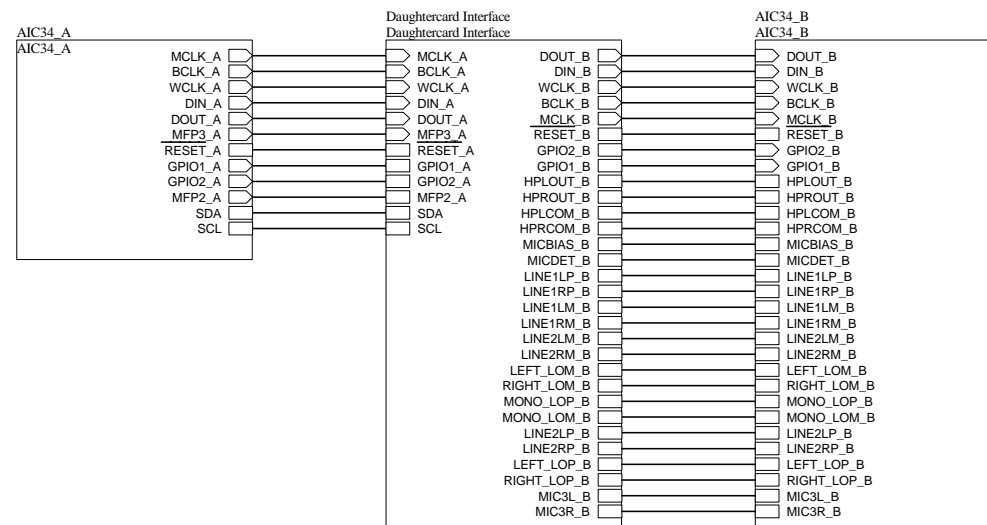 AIC34_A
AIC34_A
MCLK_A
BCLK_A
WCLK_A
DIN_A
DOUT_A
MFP3_A
RESET_A
GPIO1_A
GPIO2_A
MFP2_A
SDA
SCL
Daughtercard Interface
Daughtercard Interface
MCLK_A
BCLK_A
WCLK_A
DIN_A
DOUT_A
MFP3_A
RESET_A
GPIO1_A
GPIO2_A
MFP2_A
SDA
SCL
DOUT_B
DIN_B
WCLK_B
BCLK_B
MCLK_B
RESET_B
GPIO2_B
GPIO1_B
HPLOUT_B
HPROUT_B
HPLCOM_B
HPRCOM_B
MICBIAS_B
MICDET_B
LINE1LP_B
LINE1RP_B
LINE1LM_B
LINE1RM_B
LINE2LM_B
LINE2RM_B
LEFT_LOM_B
RIGHT_LOM_B
MONO_LOP_B
MONO_LOM_B
LINE2LP_B
LINE2RP_B
LEFT_LOP_B
RIGHT_LOP_B
MIC3L_B
MIC3R_B
AIC34_B
AIC34_B
DOUT_B
DIN_B
WCLK_B
BCLK_B
MCLK_B
RESET_B
GPIO2_B
GPIO1_B
HPLOUT_B
HPROUT_B
HPLCOM_B
HPRCOM_B
MICBIAS_B
MICDET_B
LINE1LP_B
LINE1RP_B
LINE1LM_B
LINE1RM_B
LINE2LM_B
LINE2RM_B
LEFT_LOM_B
RIGHT_LOM_B
MONO_LOP_B
MONO_LOM_B
LINE2LP_B
LINE2RP_B
LEFT_LOP_B
RIGHT_LOP_B
MIC3L_B
MIC3R_B